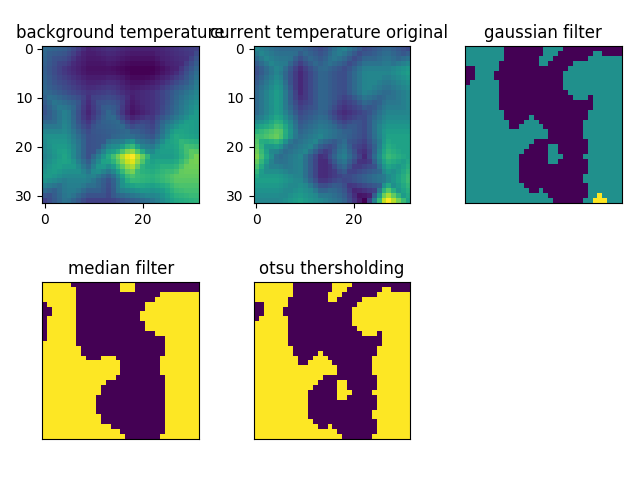 background temperature
current temperature original
gaussian filter
0
10
20
30
0
20
0
10
20
30
0
20
median filter
otsu thersholding